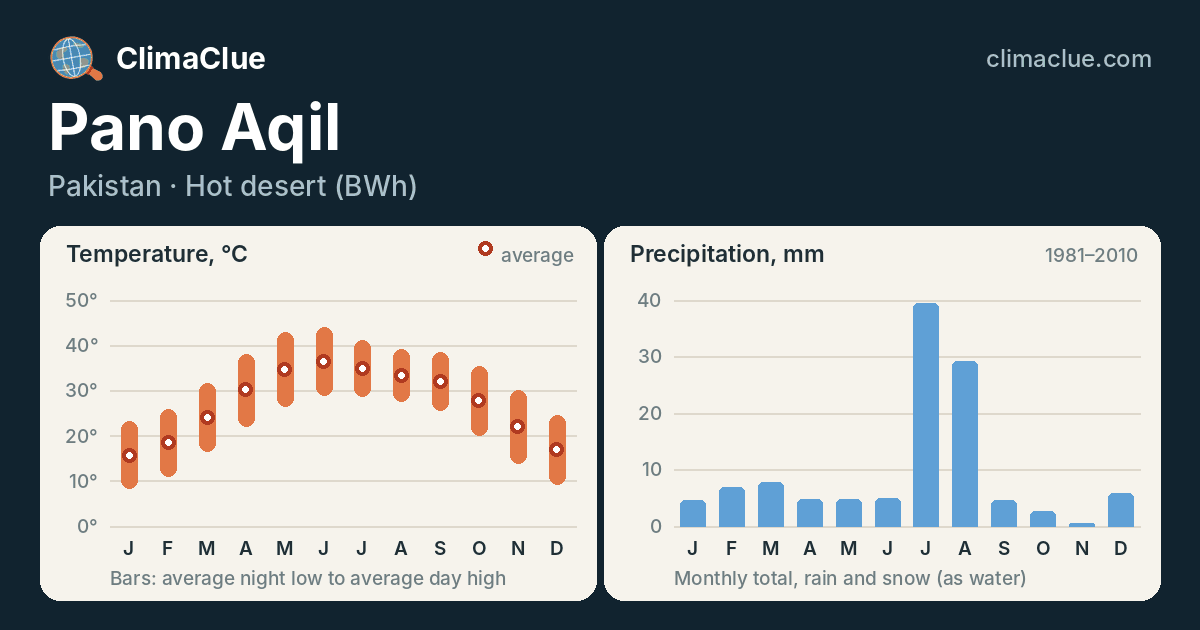 ClimaClue
climaclue.com
Pano Aqil
Pakistan · Hot desert (BWh)
Temperature, °C
average
50°
40°
30°
20°
10°
0°
J F M A M J J A S O N D
Bars: average night low to average day high
Precipitation, mm
1981–2010
40
30
20
10
0
J F M A M J J A S O N D
Monthly total, rain and snow (as water)